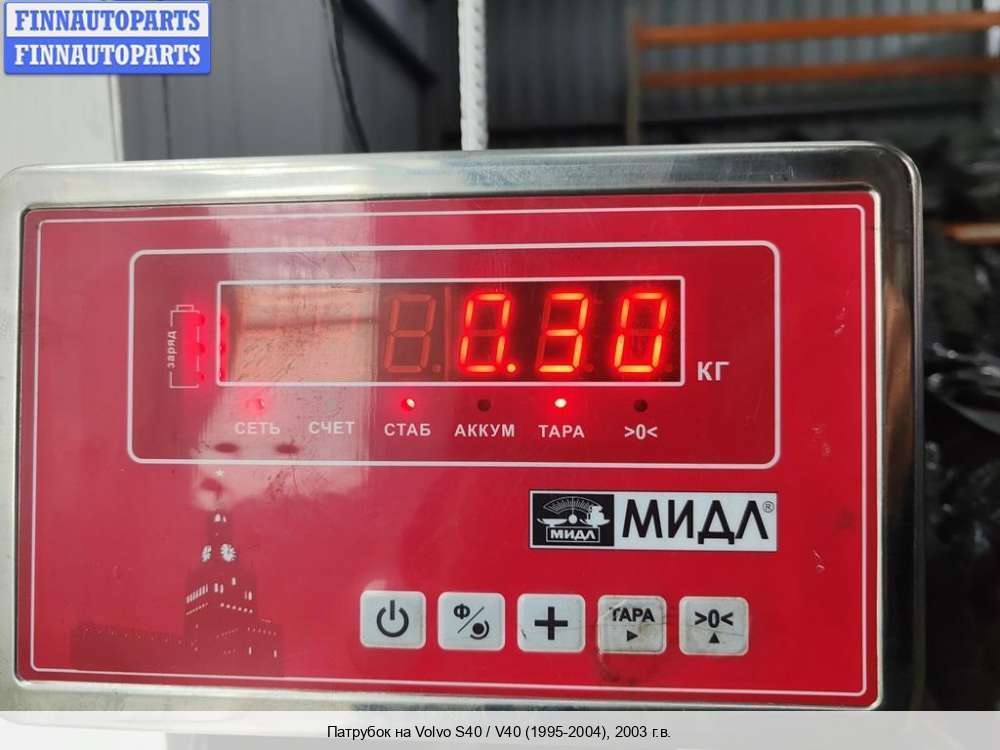 FINNAUTOPARTS
FINNAUTOPARTS
заряд
0.30
КГ
СЕТЬ СЧЕТ СТАБ АККУМ ТАРА >0<
МИДЛ
МИДЛ®
Ф/
ТАРА
>0<
Патрубок на Volvo S40 / V40 (1995-2004), 2003 г.в.